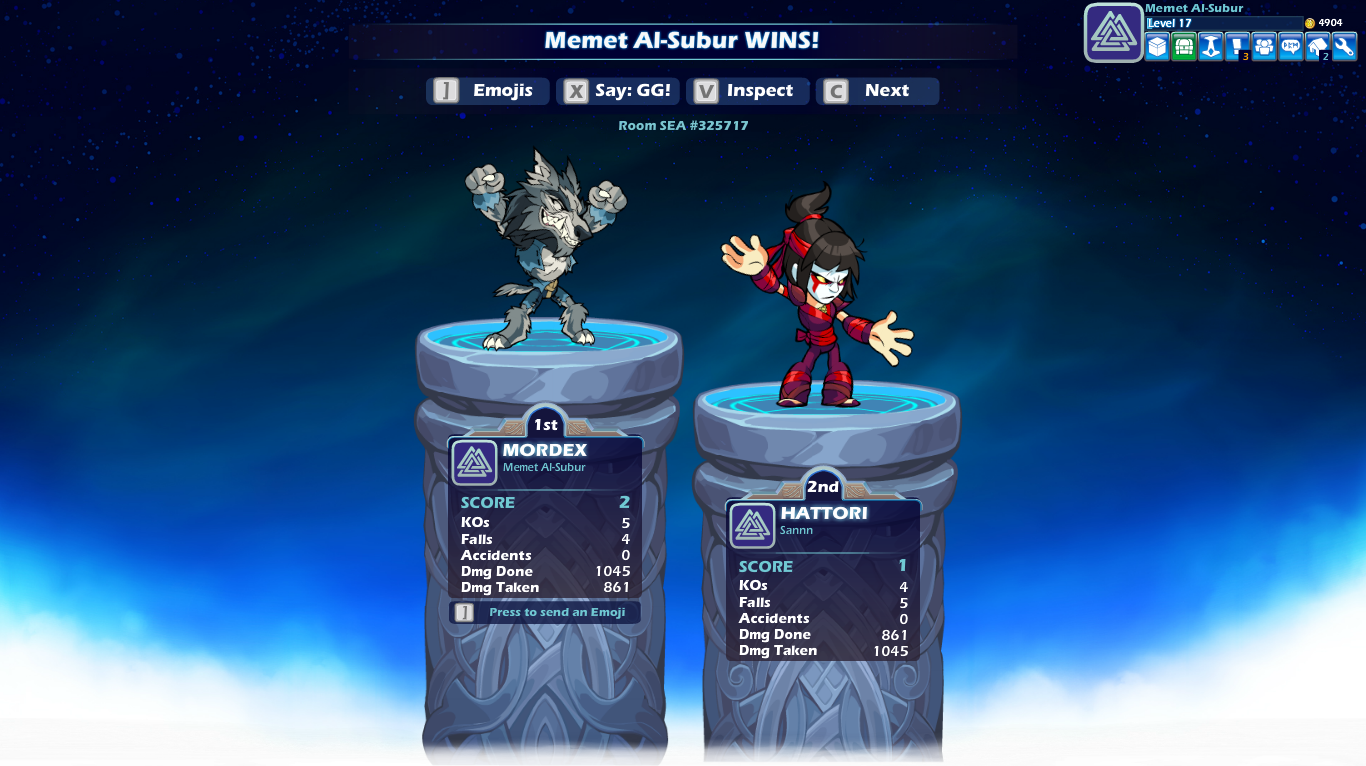 Memet Al-Subur
Level 17
4904
3
2
Memet Al-Subur WINS!
] Emojis
X Say: GG!
V Inspect
C Next
Room SEA #325717
1st
MORDEX
Memet Al-Subur
SCORE 2
KOs 5
Falls 4
Accidents 0
Dmg Done 1045
Dmg Taken 861
] Press to send an Emoji
2nd
HATTORI
Sannn
SCORE 1
KOs 4
Falls 5
Accidents 0
Dmg Done 861
Dmg Taken 1045